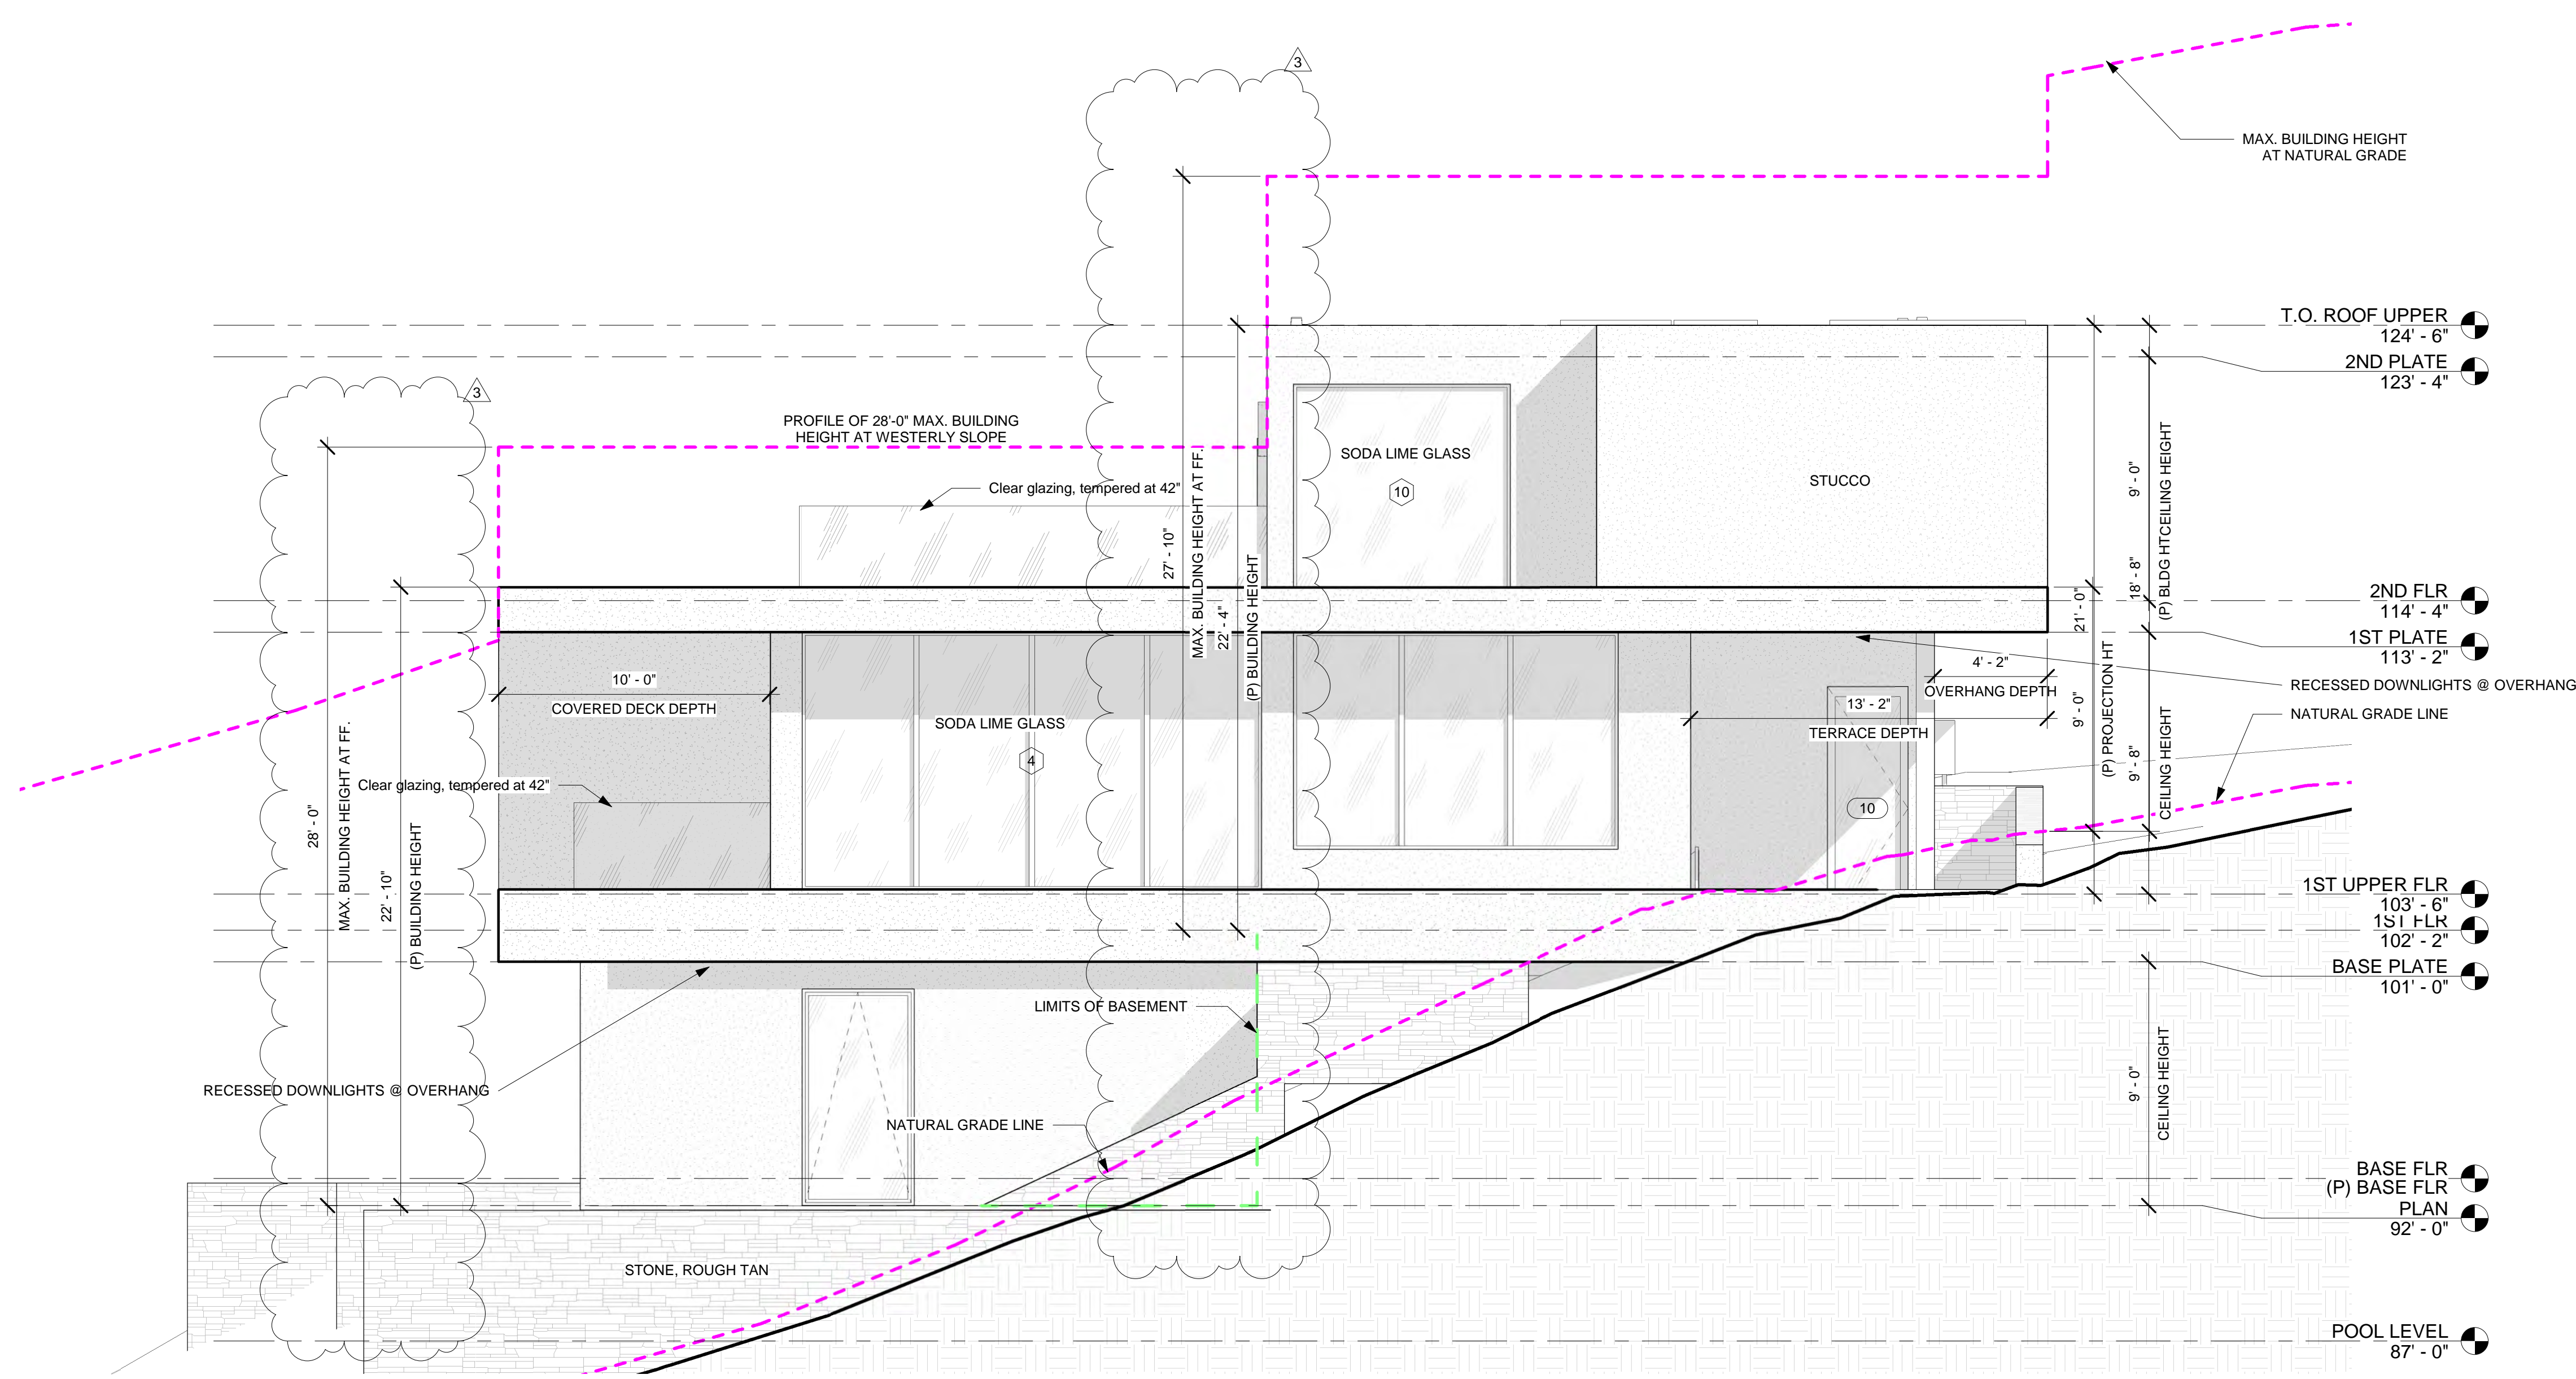 3
MAX. BUILDING HEIGHT
AT NATURAL GRADE
T.O. ROOF UPPER
124' - 6"
2ND PLATE
123' - 4"
3
PROFILE OF 28'-0" MAX. BUILDING
HEIGHT AT WESTERLY SLOPE
SODA LIME GLASS
10
STUCCO
Clear glazing, tempered at 42"
27' - 10"
MAX. BUILDING HEIGHT AT FF.
22' - 4"
(P) BUILDING HEIGHT
9' - 0"
18' - 8"
(P) BLDG HTCEILING HEIGHT
2ND FLR
114' - 4"
21' - 0"
1ST PLATE
113' - 2"
10' - 0"
COVERED DECK DEPTH
SODA LIME GLASS
4
4' - 2"
OVERHANG DEPTH
13' - 2"
TERRACE DEPTH
RECESSED DOWNLIGHTS @ OVERHANG
NATURAL GRADE LINE
9' - 0"
(P) PROJECTION HT
9' - 8"
CEILING HEIGHT
Clear glazing, tempered at 42"
10
28' - 0"
MAX. BUILDING HEIGHT AT FF.
22' - 10"
(P) BUILDING HEIGHT
1ST UPPER FLR
103' - 6"
1ST FLR
102' - 2"
BASE PLATE
101' - 0"
LIMITS OF BASEMENT
RECESSED DOWNLIGHTS @ OVERHANG
NATURAL GRADE LINE
9' - 0"
CEILING HEIGHT
BASE FLR
(P) BASE FLR
PLAN
92' - 0"
STONE, ROUGH TAN
POOL LEVEL
87' - 0"